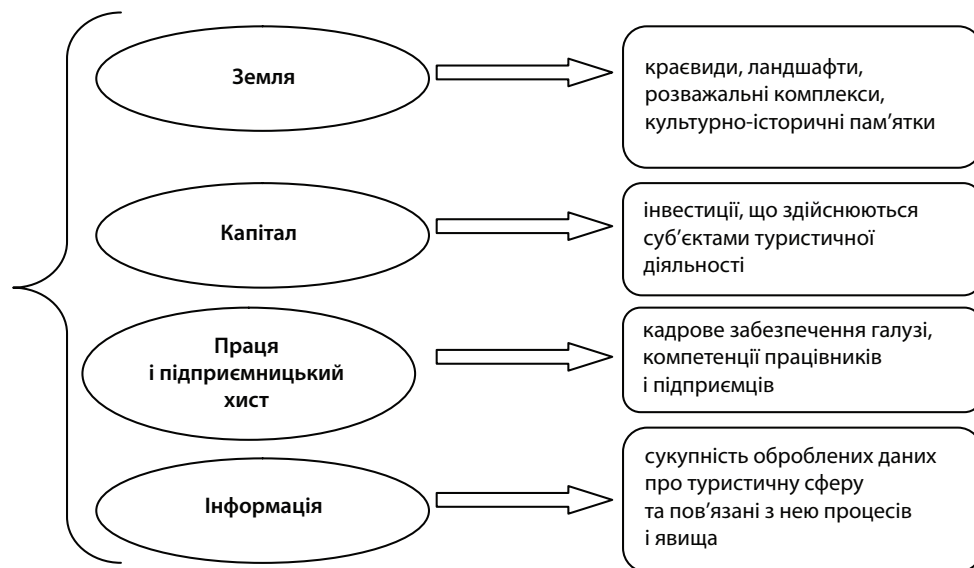 Земля
краєвиди, ландшафти,
розважальні комплекси,
культурно-історичні пам’ятки
Капітал
інвестиції, що здійснюються
суб’єктами туристичної
діяльності
Праця
і підприємницький
хист
кадрове забезпечення галузі,
компетенції працівників
і підприємців
Інформація
сукупність оброблених даних
про туристичну сферу
та пов’язані з нею процесів
і явища